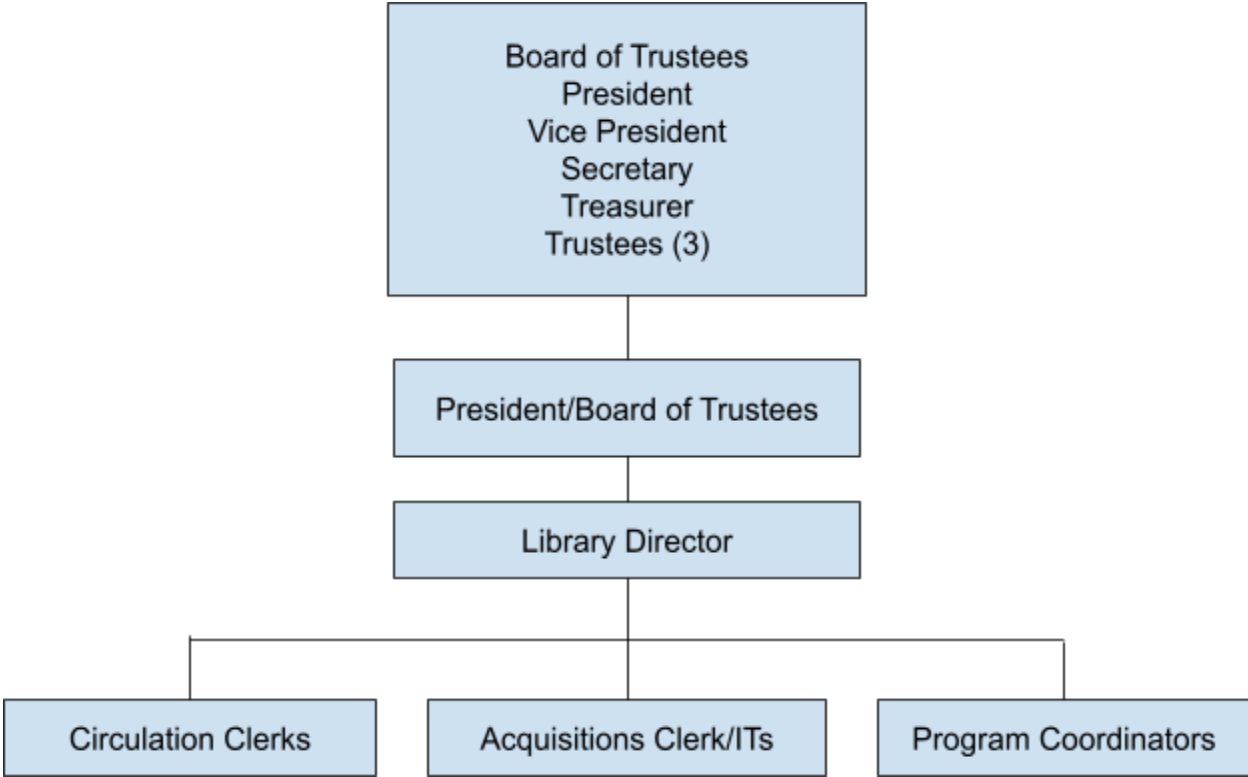 Board of Trustees
President
Vice President
Secretary
Treasurer
Trustees (3)
President/Board of Trustees
Library Director
Circulation Clerks
Acquisitions Clerk/ITs
Program Coordinators